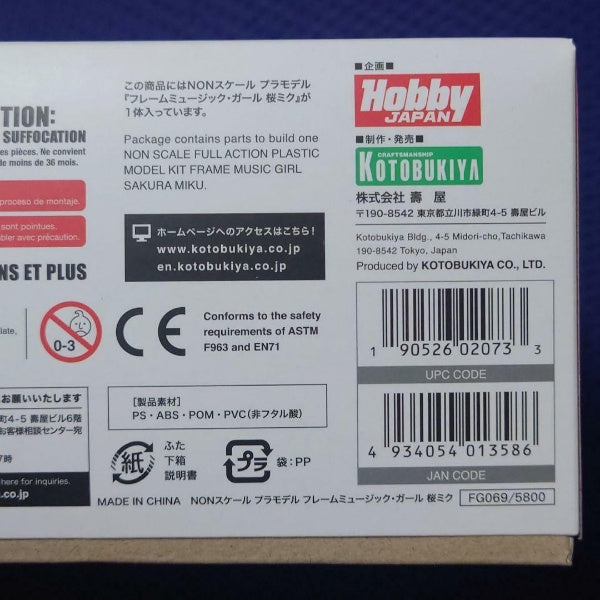 TION:
SUFFOCATION
es pièces. Ne convient
de moins de 36 mois.
proceso de montaje.
sont pointues.
bler avec précaution.
NS ET PLUS
0-3
お願いいたします
町4-5 壽屋ビル6階
お客様相談センター宛
7時
here for inquiries.
a.co.jp
この商品にはNONスケール プラモデル
『フレームミュージック・ガール 桜ミク』が
1体入っています。
Package contains parts to build one
NON SCALE FULL ACTION PLASTIC
MODEL KIT FRAME MUSIC GIRL
SAKURA MIKU.
ホームページへのアクセスはこちら!
www.kotobukiya.co.jp
en.kotobukiya.co.jp
CE
Conforms to the safety
requirements of ASTM
F963 and EN71
[製品素材]
PS・ABS・POM・PVC(非フタル酸)
紙
ふた
下箱
説明書
プラ
袋:PP
MADE IN CHINA NONスケール プラモデル フレームミュージック・ガール 桜ミク
FG069/5800
■企画■
Hobby
JAPAN
■制作・発売■
CRAFTSMANSHIP
KOTOBUKIYA
株式会社 壽 屋
〒190-8542 東京都立川市緑町4-5 壽屋ビル
Kotobukiya Bldg., 4-5 Midori-cho,Tachikawa
190-8542 Tokyo, Japan
Produced by KOTOBUKIYA CO., LTD.
1 90526 02073 3
UPC CODE
4 934054 013586
JAN CODE